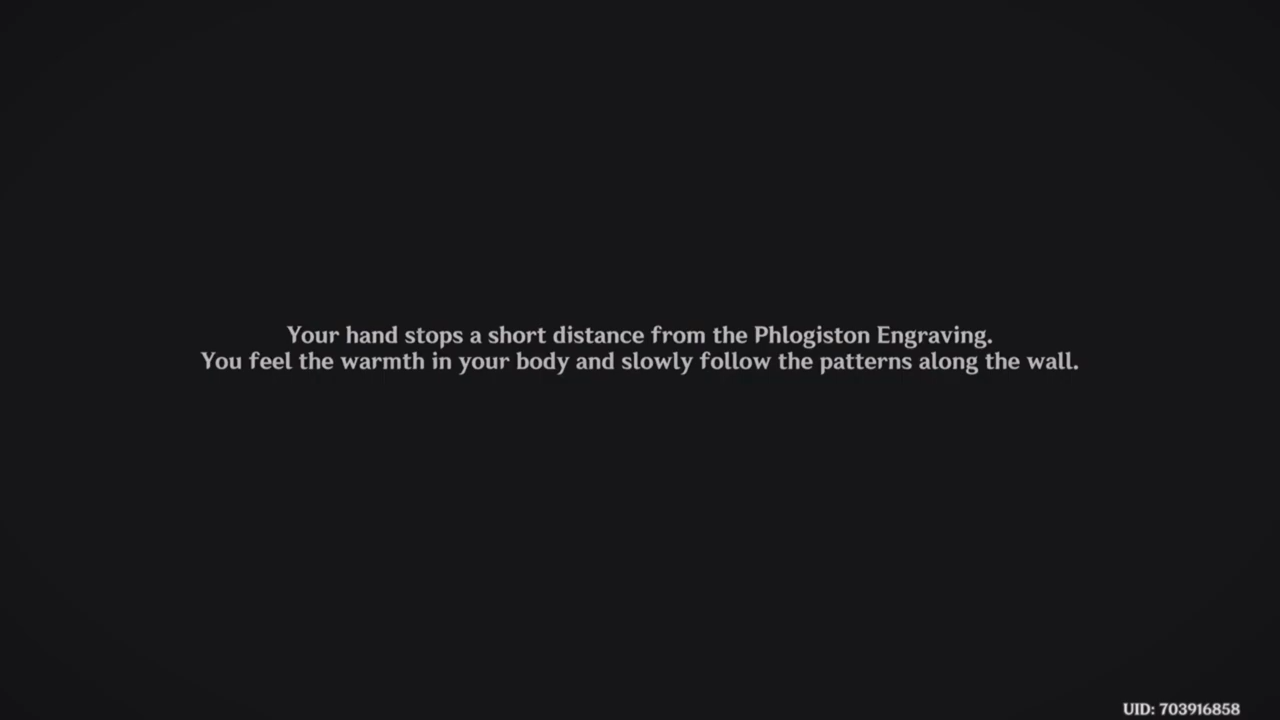 Your hand stops a short distance from the Phlogiston Engraving.
You feel the warmth in your body and slowly follow the patterns along the wall.
UID: 703916858